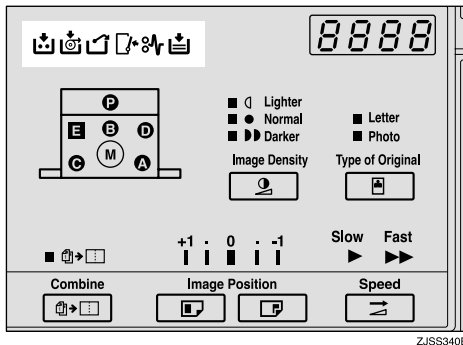 8888
P
E B D
C M A
Lighter
Normal
Darker
Letter
Photo
Image Density
Type of Original
+1 . 0 . -1
Slow Fast
Combine
Image Position
Speed
ZJSS340E